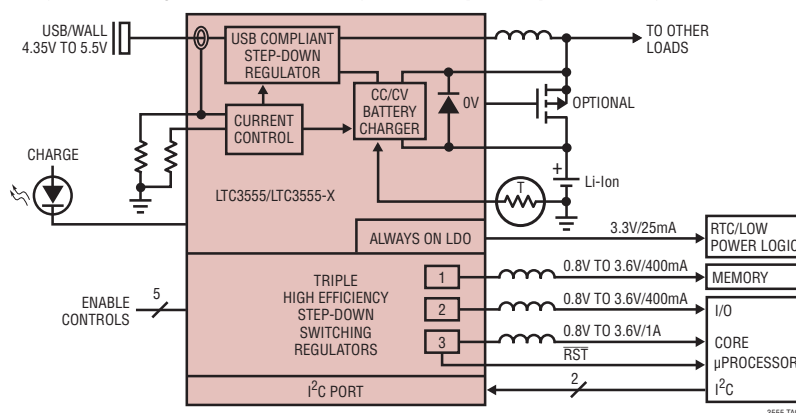 USB/WALL
4.35V TO 5.5V
USB COMPLIANT
STEP-DOWN
REGULATOR
TO OTHER
LOADS
CC/CV
BATTERY
CHARGER
0V
OPTIONAL
CURRENT
CONTROL
CHARGE
LTC3555/LTC3555-X
T
+
Li-Ion
ALWAYS ON LDO
3.3V/25mA
RTC/LOW
POWER LOGIC
TRIPLE
HIGH EFFICIENCY
STEP-DOWN
SWITCHING
REGULATORS
1
0.8V TO 3.6V/400mA
MEMORY
ENABLE
CONTROLS
5
2
0.8V TO 3.6V/400mA
I/O
3
0.8V TO 3.6V/1A
CORE
RST
µPROCESSOR
I2C PORT
2
I2C